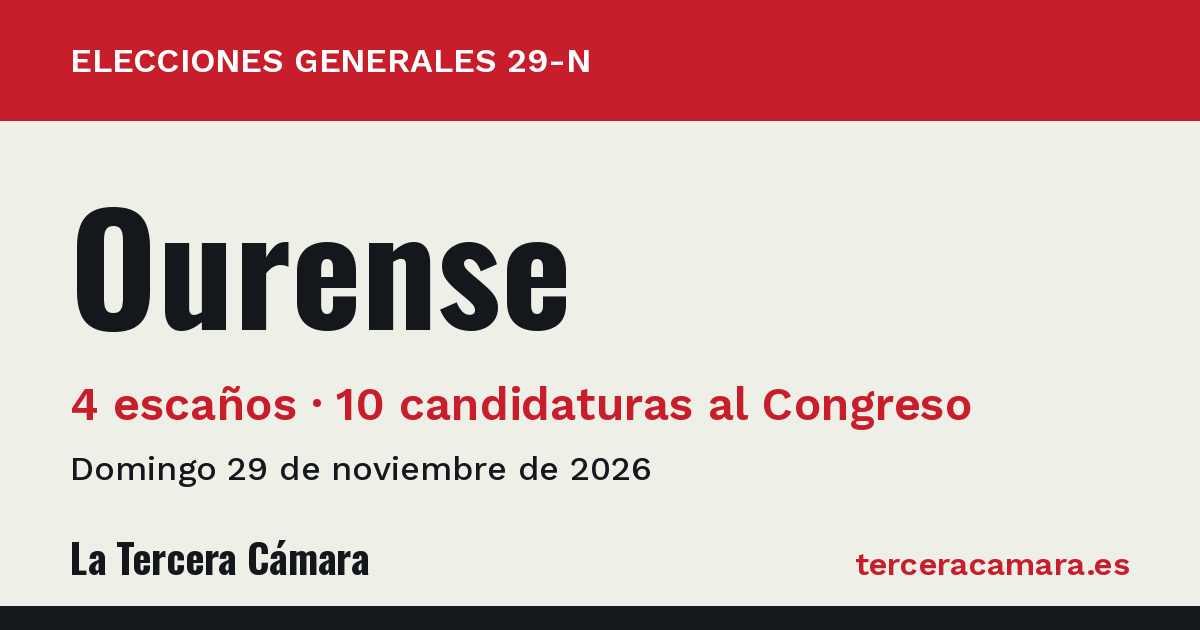 ELECCIONES GENERALES 29-N
Ourense
4 escaños · 10 candidaturas al Congreso
Domingo 29 de noviembre de 2026
La Tercera Cámara
terceracamara.es